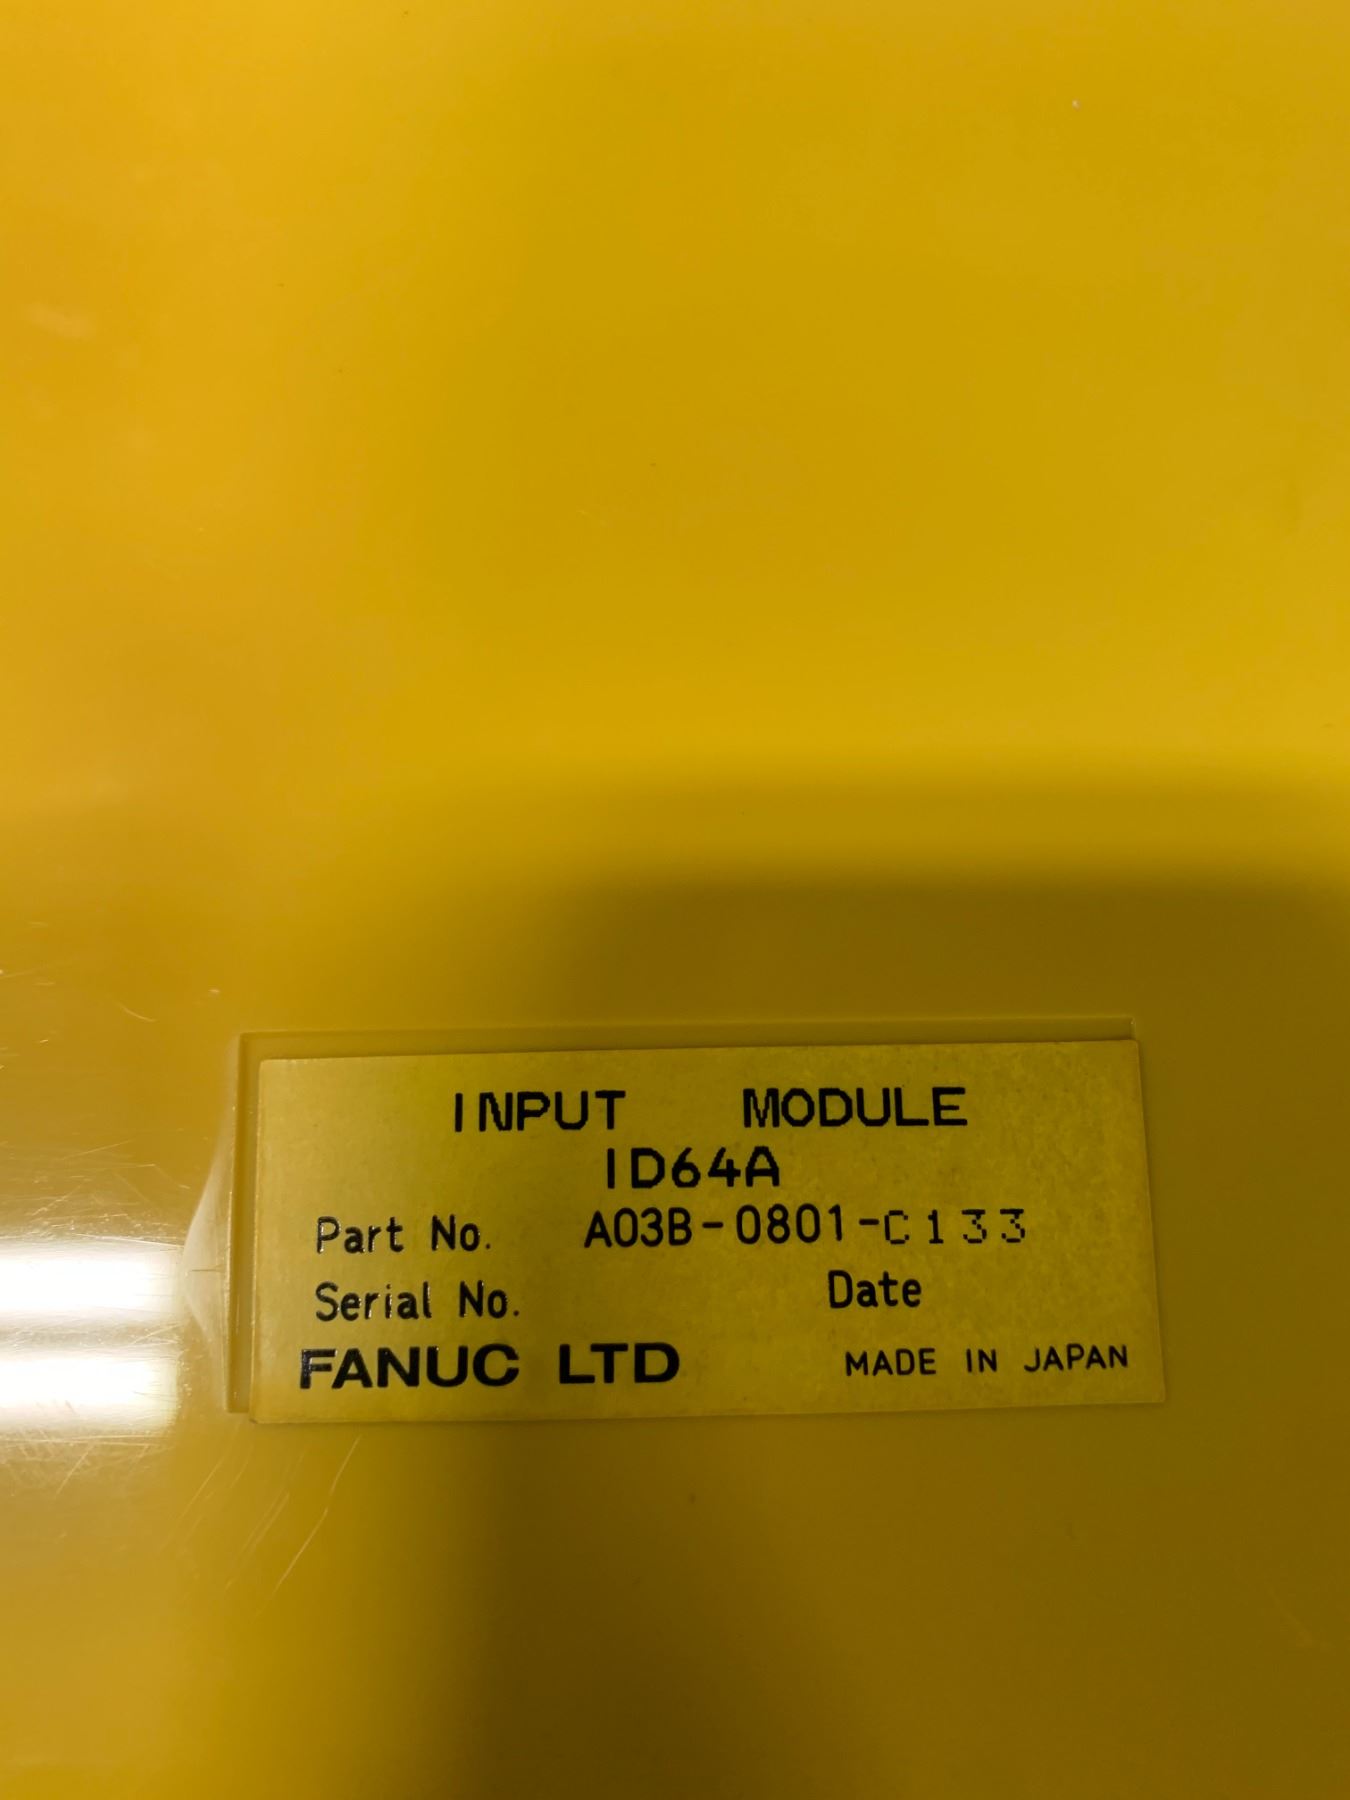 INPUT MODULE
ID64A
Part No. A03B-0801-C133
Serial No. Date
FANUC LTD MADE IN JAPAN